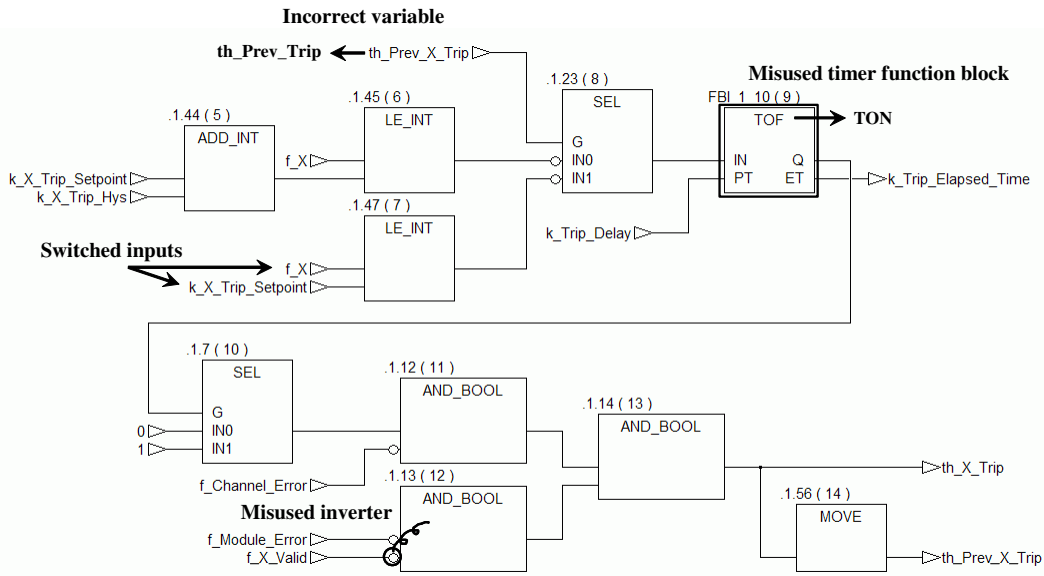 Incorrect variable
th_Prev_Trip th_Prev_X_Trip
.1.23 ( 8 )
Misused timer function block
.1.45 ( 6 )
SEL
FBI_1_10 ( 9 )
.1.44 ( 5 )
LE_INT
TOF
TON
ADD_INT
G
f_X
IN0
IN Q
k_X_Trip_Setpoint
IN1
PT ET
k_Trip_Elapsed_Time
k_X_Trip_Hys
.1.47 ( 7 )
LE_INT
k_Trip_Delay
Switched inputs
f_X
k_X_Trip_Setpoint
.1.7 ( 10 )
SEL
.1.12 ( 11 )
AND_BOOL
.1.14 ( 13 )
G
AND_BOOL
0 IN0
1 IN1
th_X_Trip
f_Channel_Error
.1.13 ( 12 )
AND_BOOL
.1.56 ( 14 )
Misused inverter
MOVE
f_Module_Error
f_X_Valid
th_Prev_X_Trip